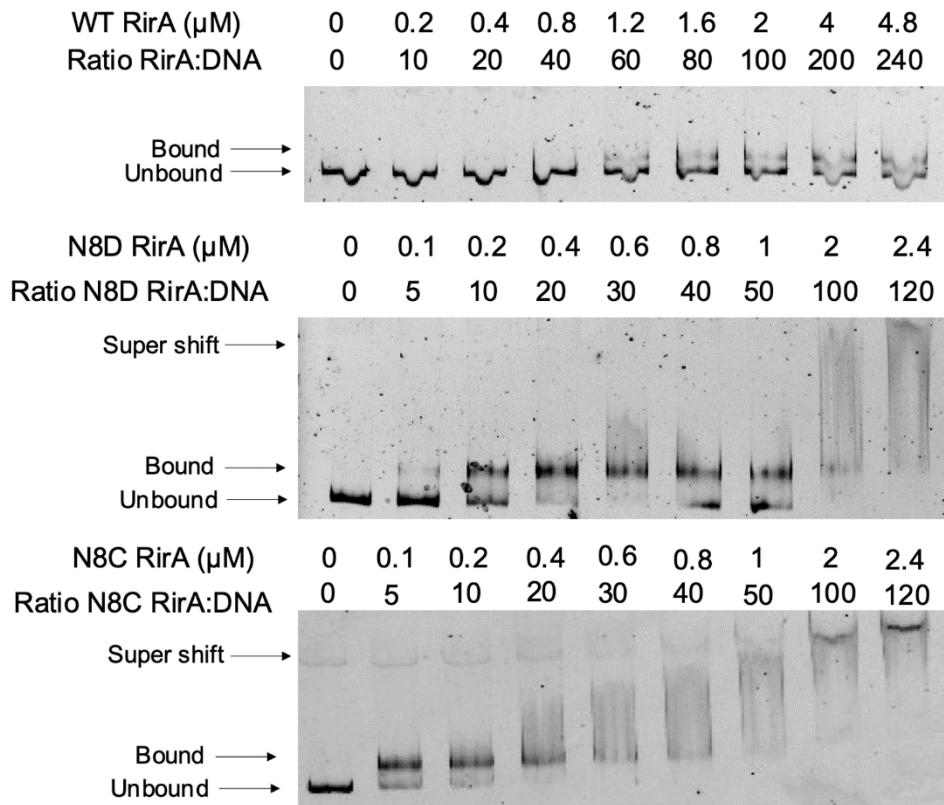 WT RirA (µM) 0 0.2 0.4 0.8 1.2 1.6 2 4 4.8
Ratio RirA:DNA 0 10 20 40 60 80 100 200 240
Bound
Unbound
N8D RirA (µM) 0 0.1 0.2 0.4 0.6 0.8 1 2 2.4
Ratio N8D RirA:DNA 0 5 10 20 30 40 50 100 120
Super shift
Bound
Unbound
N8C RirA (µM) 0 0.1 0.2 0.4 0.6 0.8 1 2 2.4
Ratio N8C RirA:DNA 0 5 10 20 30 40 50 100 120
Super shift
Bound
Unbound